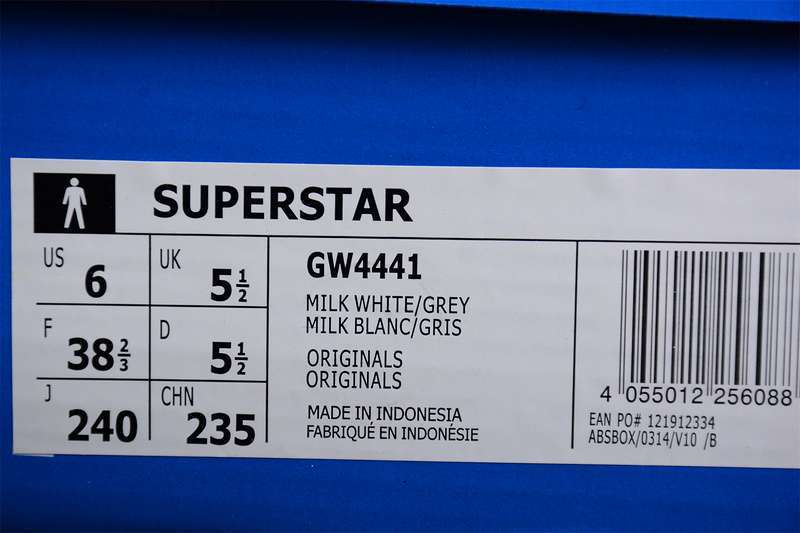 SUPERSTAR
US 6 UK 5 1/2
F 38 2/3 D 5 1/2
J 240 CHN 235
GW4441
MILK WHITE/GREY
MILK BLANC/GRIS
ORIGINALS
ORIGINALS
MADE IN INDONESIA
FABRIQUÉ EN INDONÉSIE
4 055012 256088
EAN PO# 121912334
ABSBOX/0314/V10 /B